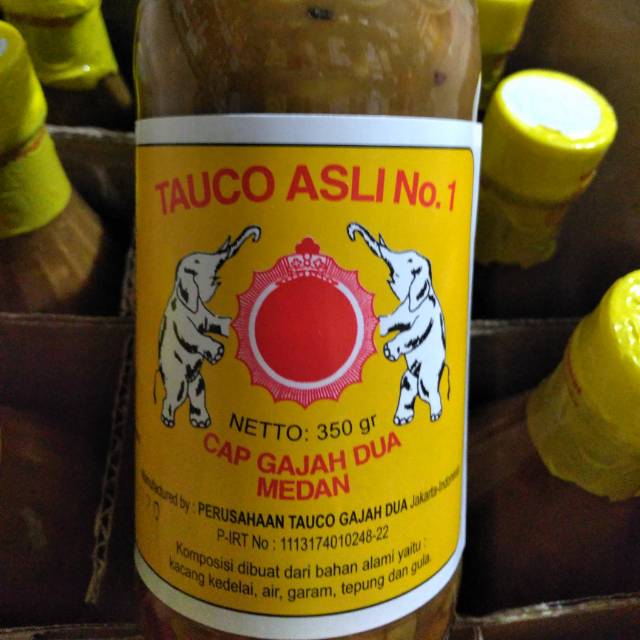 TAUCO ASLI No. 1
NETTO: 350 gr
CAP GAJAH DUA
MEDAN
Manufactured by : PERUSAHAAN TAUCO GAJAH DUA Jakarta-Indonesia
P-IRT No : 1113174010248-22
Komposisi dibuat dari bahan alami yaitu :
kacang kedelai, air, garam, tepung dan gula.